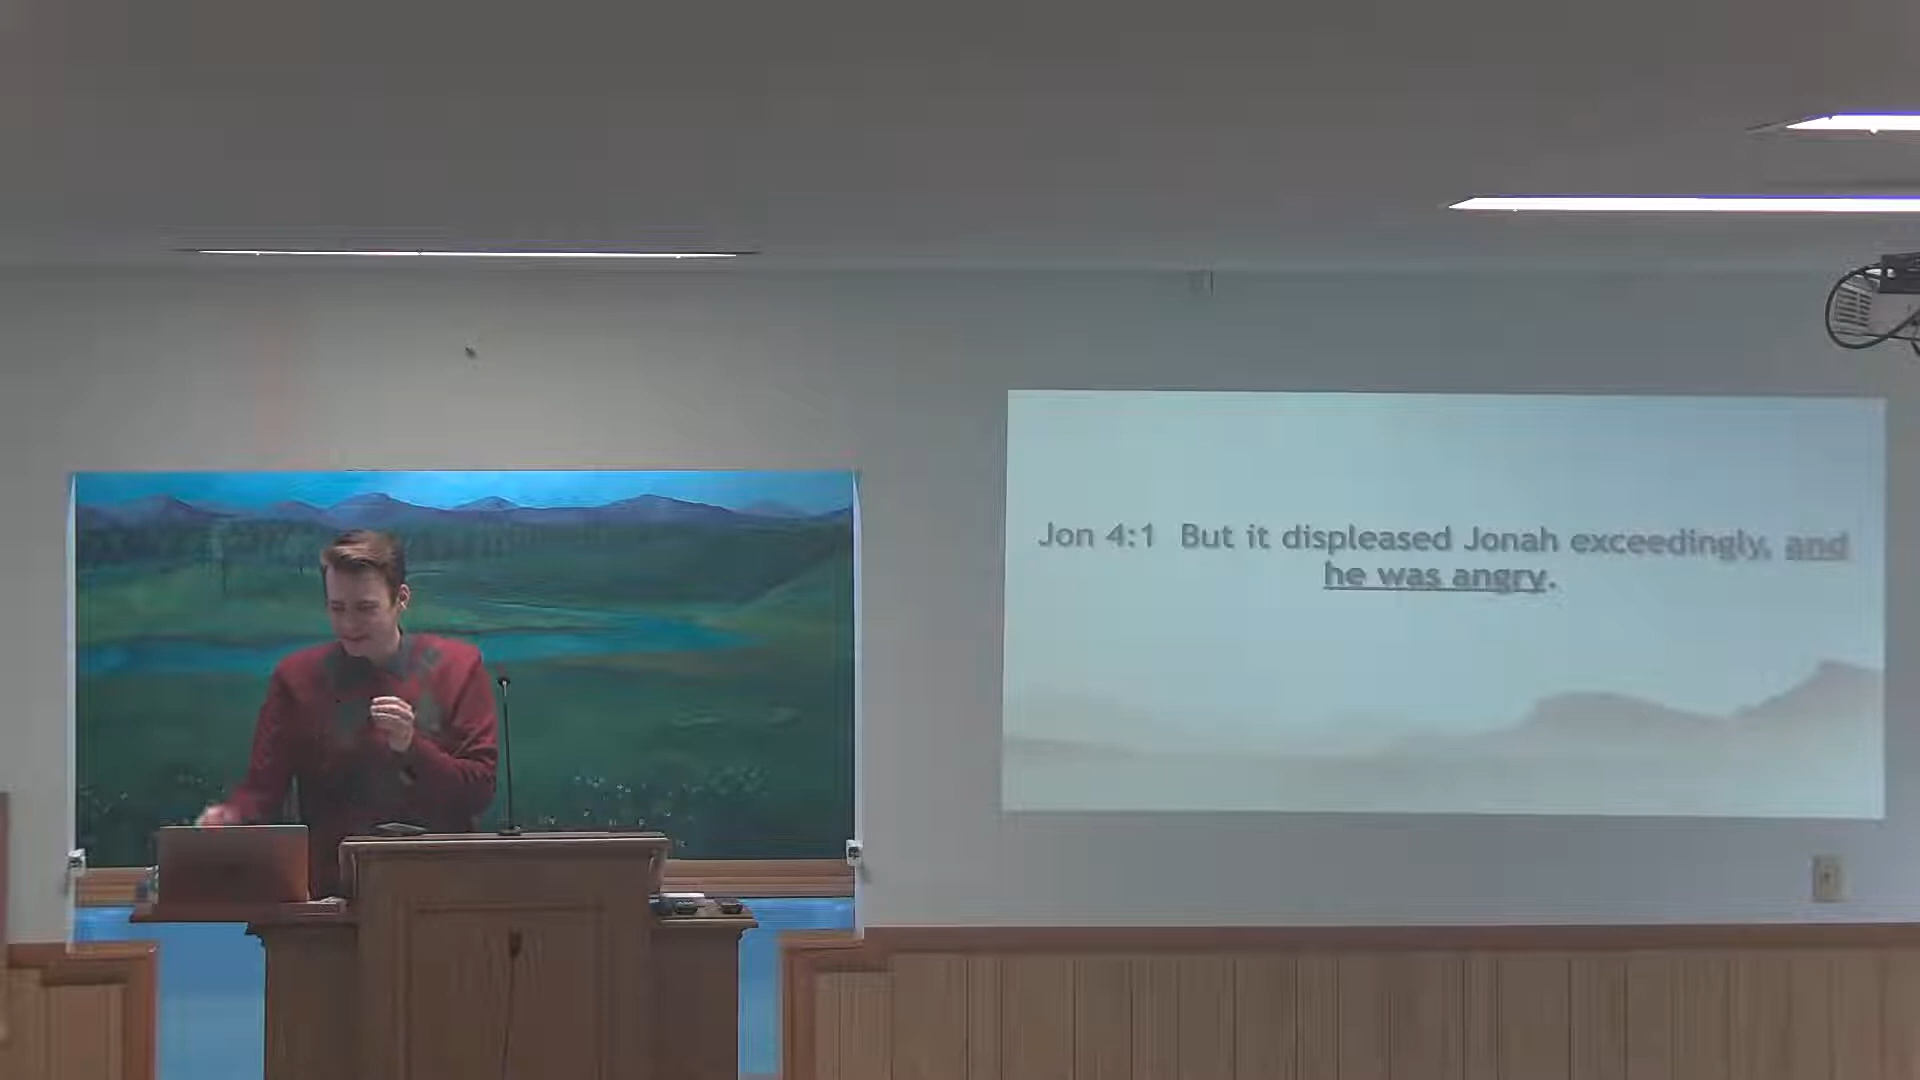 Jon 4:1 But it displeased Jonah exceedingly, and
he was angry.